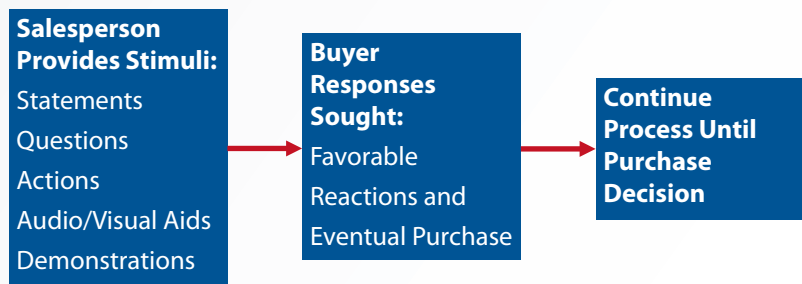 Salesperson
Provides Stimuli:
Statements
Questions
Actions
Audio/Visual Aids
Demonstrations
Buyer
Responses
Sought:
Favorable
Reactions and
Eventual Purchase
Continue
Process Until
Purchase
Decision